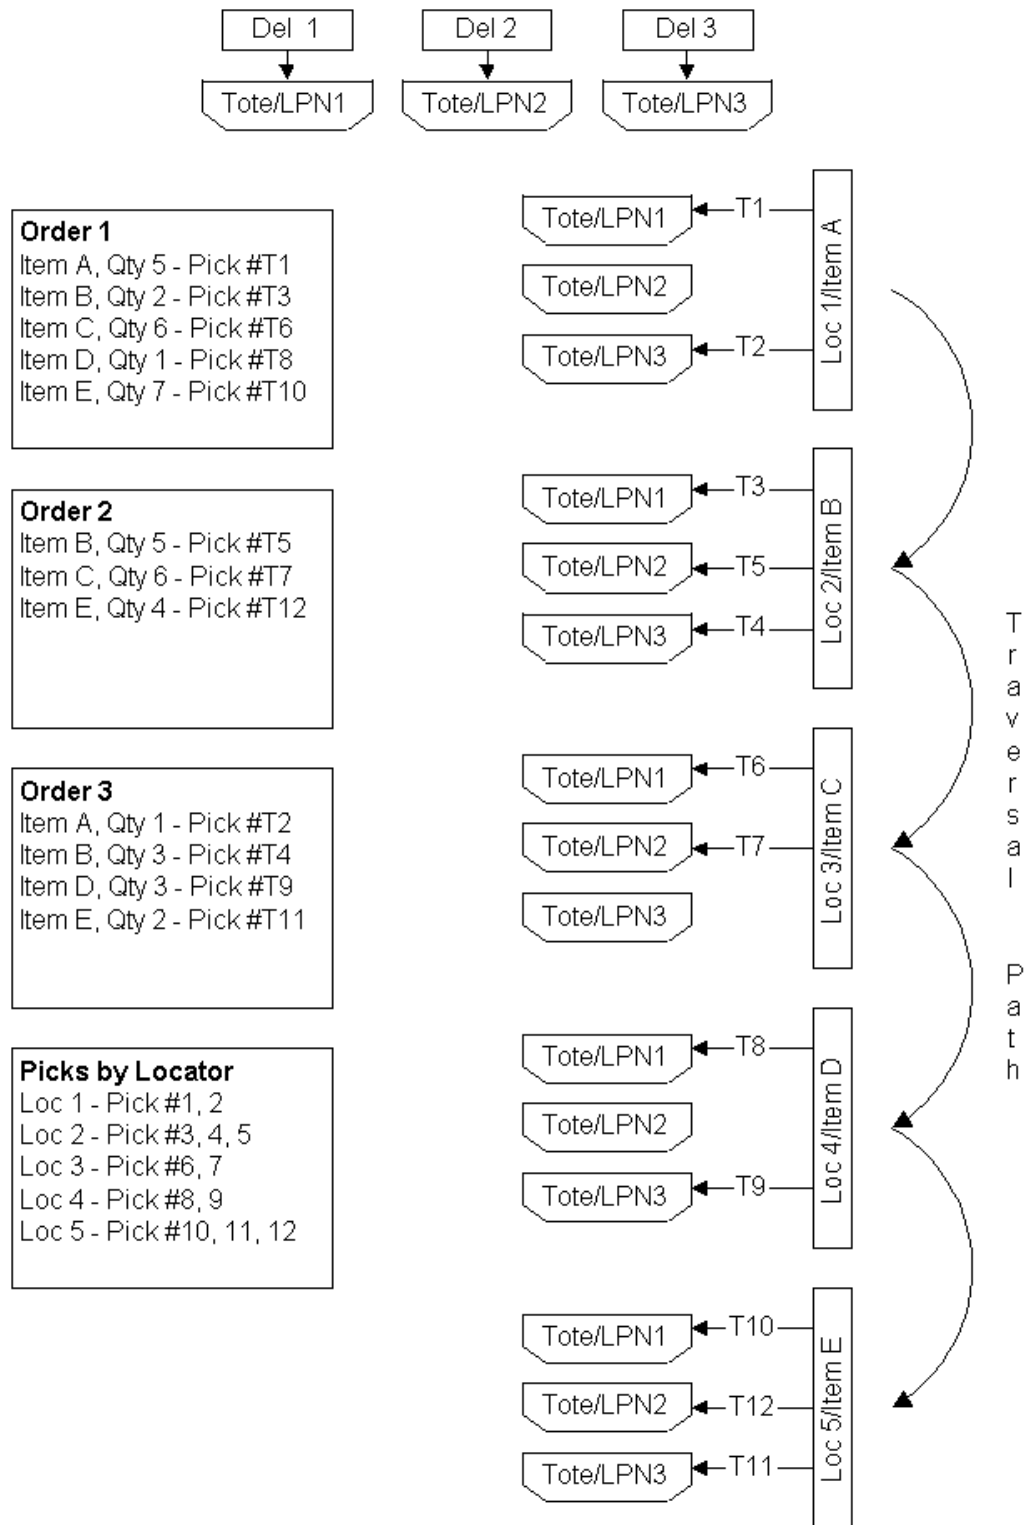 Del 1
Del 2
Del 3
Tote/LPN1
Tote/LPN2
Tote/LPN3
Order 1
Item A, Qty 5 - Pick #T1
Item B, Qty 2 - Pick #T3
Item C, Qty 6 - Pick #T6
Item D, Qty 1 - Pick #T8
Item E, Qty 7 - Pick #T10
Tote/LPN1
T1
Tote/LPN2
Tote/LPN3
T2
Loc 1/Item A
Order 2
Item B, Qty 5 - Pick #T5
Item C, Qty 6 - Pick #T7
Item E, Qty 4 - Pick #T12
Tote/LPN1
T3
Tote/LPN2
T5
Tote/LPN3
T4
Loc 2/Item B
Order 3
Item A, Qty 1 - Pick #T2
Item B, Qty 3 - Pick #T4
Item D, Qty 3 - Pick #T9
Item E, Qty 2 - Pick #T11
Tote/LPN1
T6
Tote/LPN2
T7
Tote/LPN3
Loc 3/Item C
Picks by Locator
Loc 1 - Pick #1, 2
Loc 2 - Pick #3, 4, 5
Loc 3 - Pick #6, 7
Loc 4 - Pick #8, 9
Loc 5 - Pick #10, 11, 12
Tote/LPN1
T8
Tote/LPN2
Tote/LPN3
T9
Loc 4/Item D
Tote/LPN1
T10
Tote/LPN2
T12
Tote/LPN3
T11
Loc 5/Item E
Traversal Path